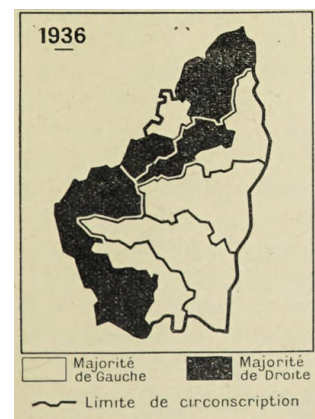 1936
Majorité
de Gauche
Majorité
de Droite
Limite de circonscription